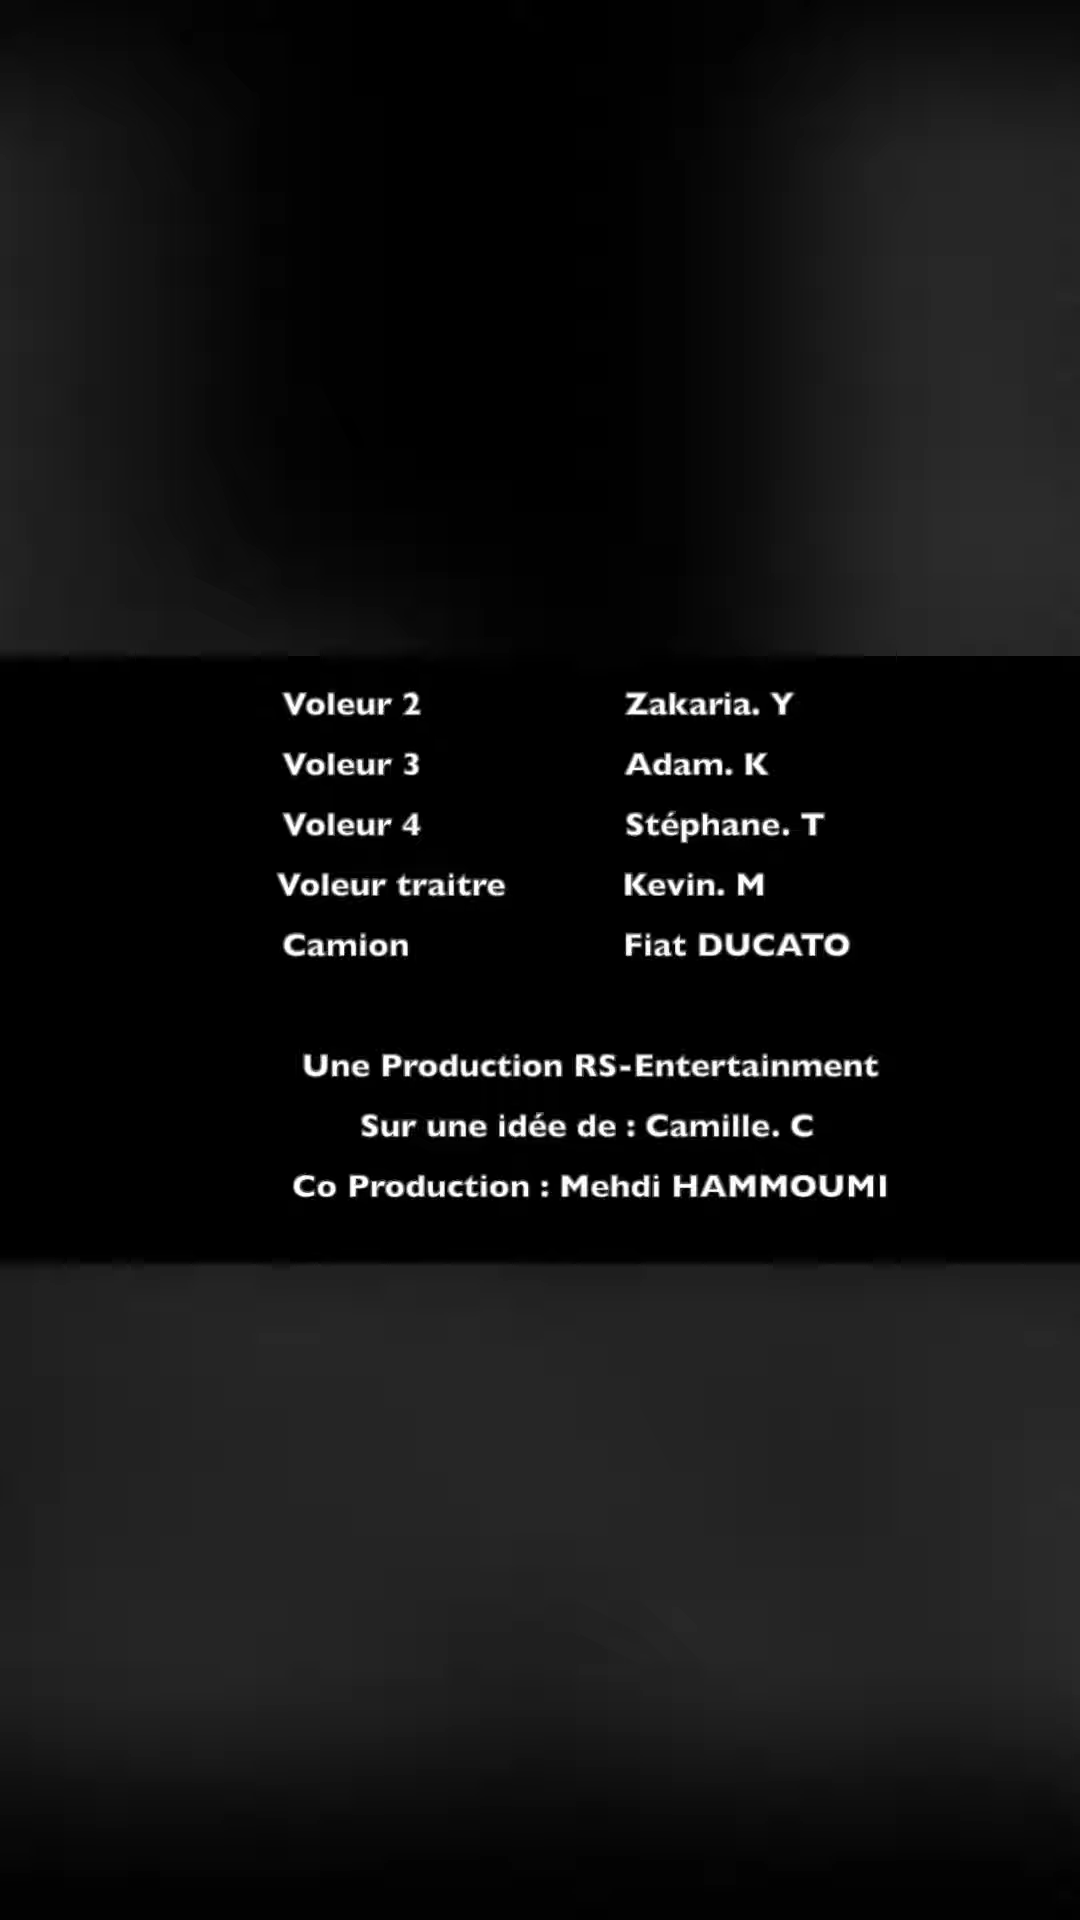 Voleur 2 Zakaria. Y
Voleur 3 Adam. K
Voleur 4 Stéphane. T
Voleur traitre Kevin. M
Camion Fiat DUCATO
Une Production RS-Entertainment
Sur une idée de : Camille. C
Co Production : Mehdi HAMMOUMI